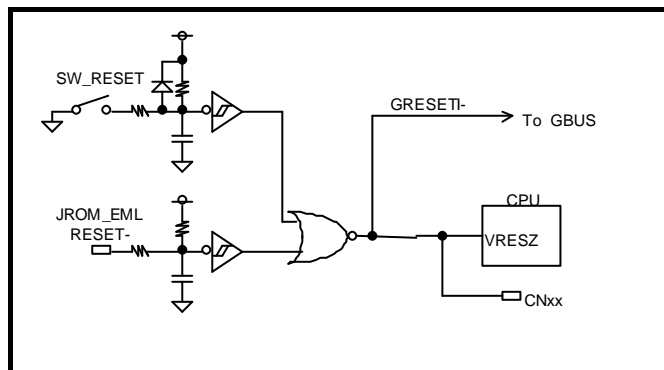 SW_RESET
GRESETI-
To GBUS
JROM_EML
RESET-
CPU
VRESZ
CNxx